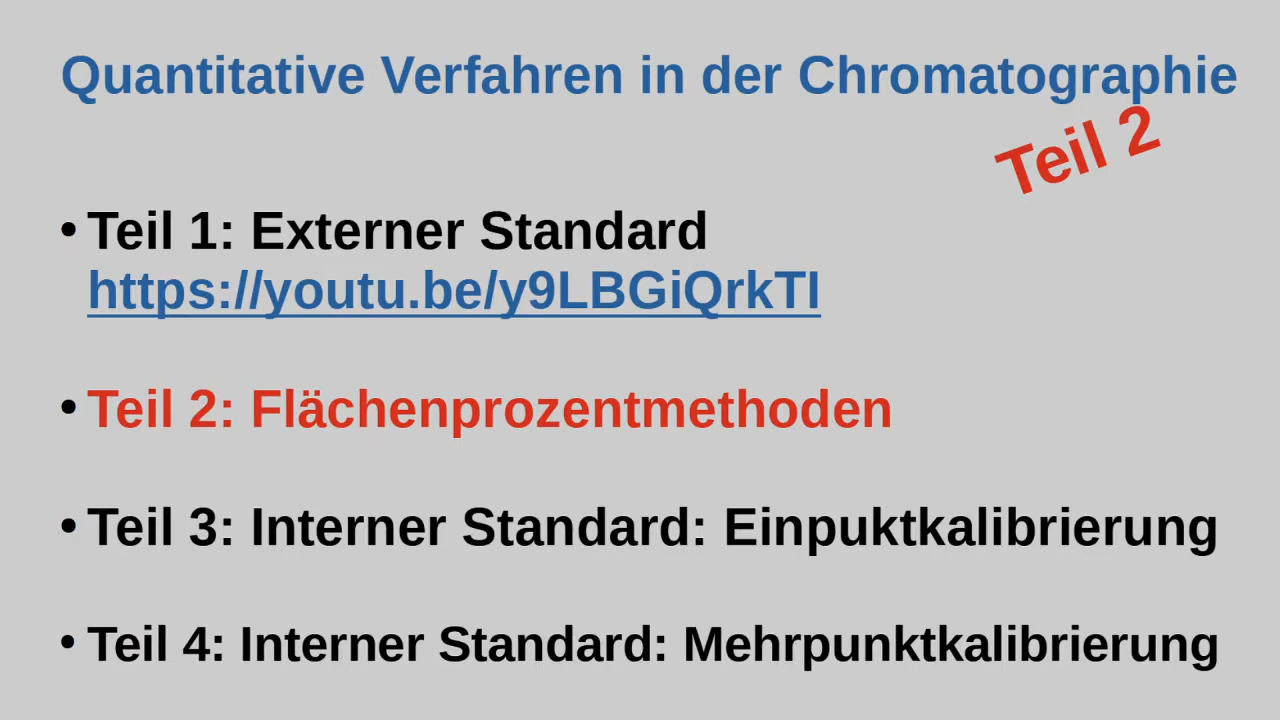 Quantitative Verfahren in der Chromatographie
Teil 2
• Teil 1: Externer Standard
https://youtu.be/y9LBGiQrkTI
• Teil 2: Flächenprozentmethoden
• Teil 3: Interner Standard: Einpuktkalibrierung
• Teil 4: Interner Standard: Mehrpunktkalibrierung